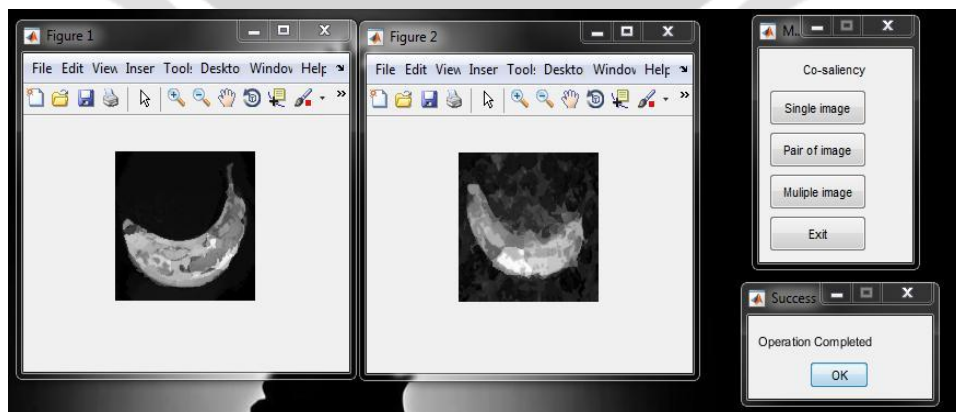 Figure 1
File Edit View Inser Tool: Deskto Windov Help
Figure 2
File Edit View Inser Tool: Deskto Windov Help
M...
Co-saliency
Single image
Pair of image
Muliple image
Exit
Success
Operation Completed
OK